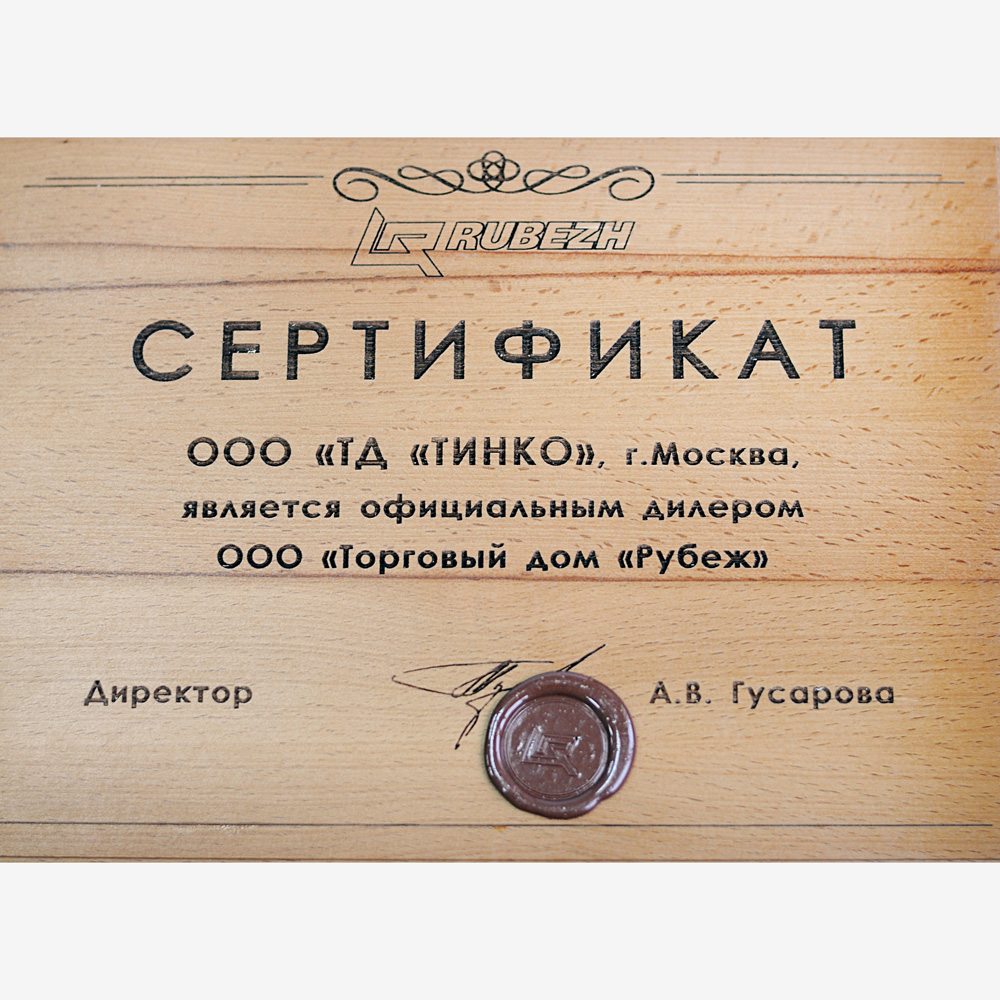 RUBEZH
СЕРТИФИКАТ
ООО «ТД «ТИНКО», г.Москва,
является официальным дилером
ООО «Торговый дом «Рубеж»
Директор А.В. Гусарова